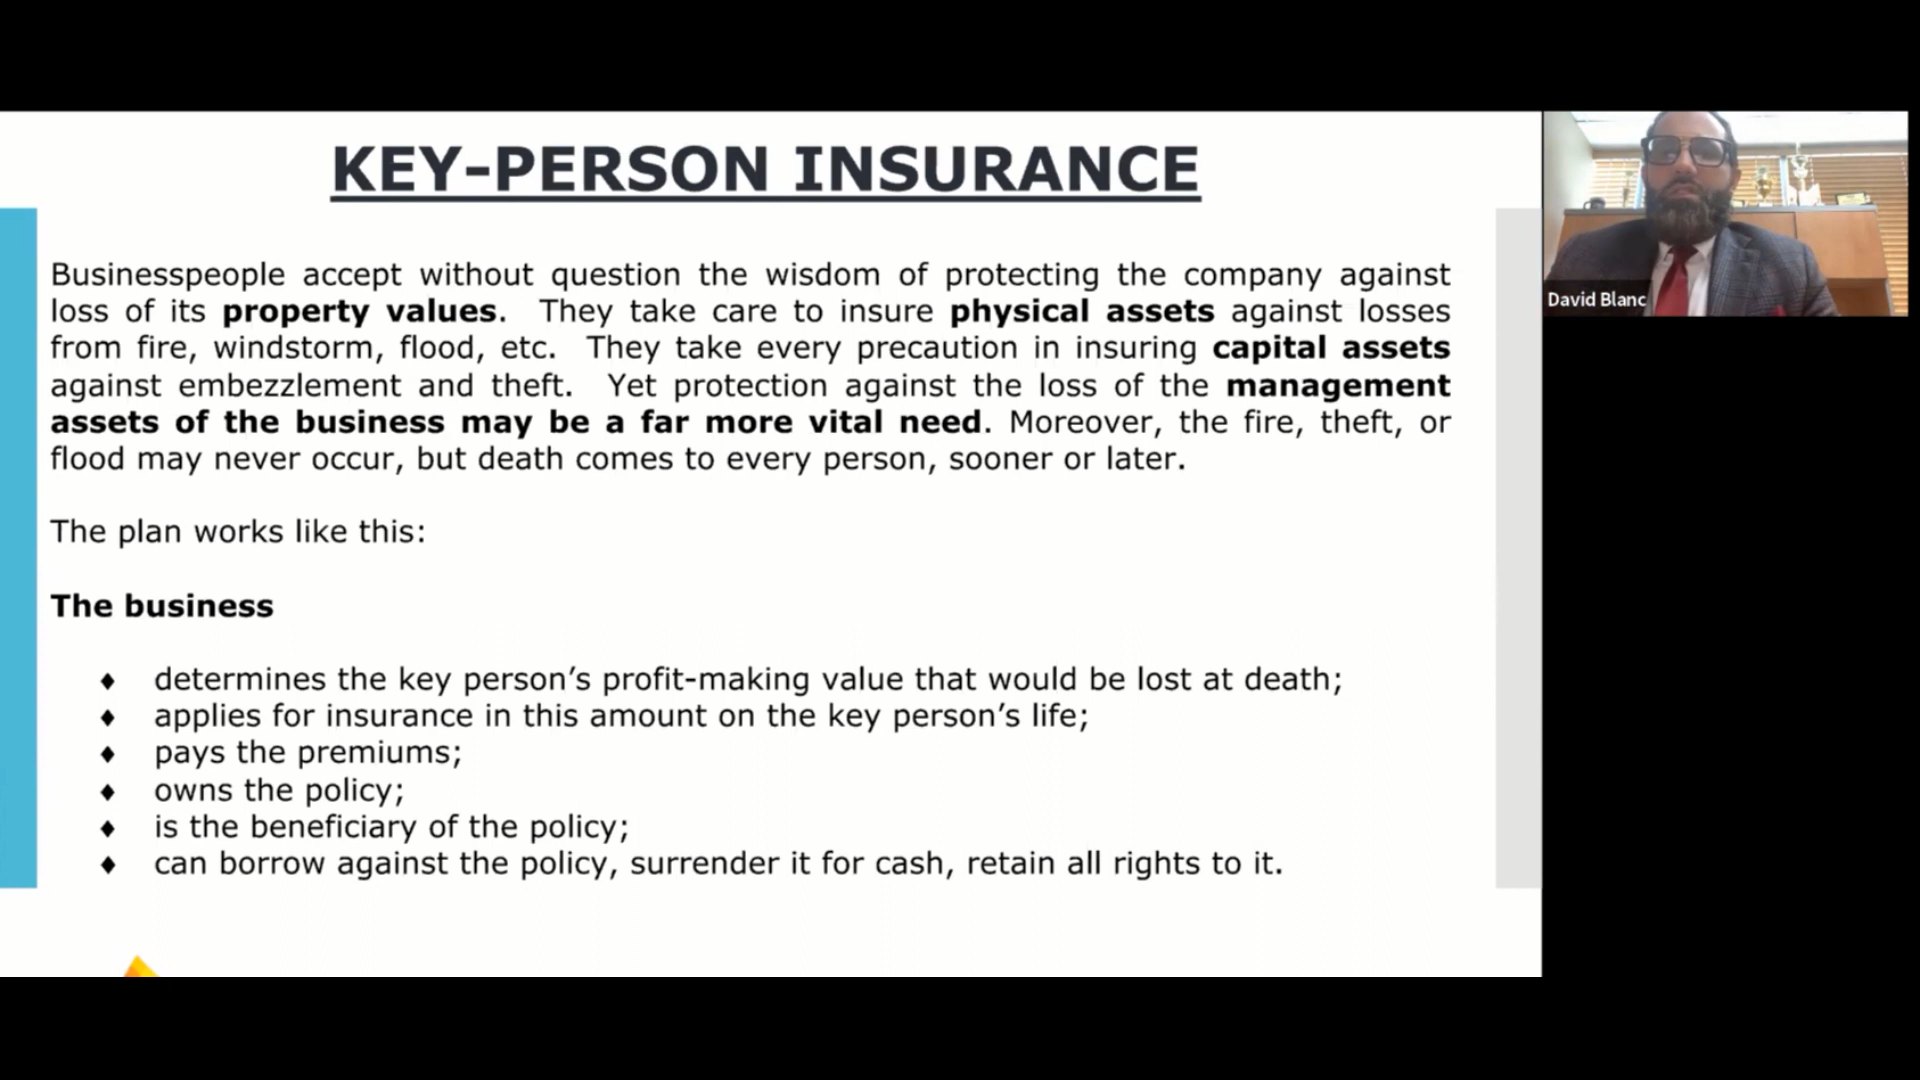 KEY-PERSON INSURANCE
Businesspeople accept without question the wisdom of protecting the company against
loss of its property values. They take care to insure physical assets against losses
from fire, windstorm, flood, etc. They take every precaution in insuring capital assets
against embezzlement and theft. Yet protection against the loss of the management
assets of the business may be a far more vital need. Moreover, the fire, theft, or
flood may never occur, but death comes to every person, sooner or later.
The plan works like this:
The business
♦ determines the key person’s profit-making value that would be lost at death;
♦ applies for insurance in this amount on the key person’s life;
♦ pays the premiums;
♦ owns the policy;
♦ is the beneficiary of the policy;
♦ can borrow against the policy, surrender it for cash, retain all rights to it.
David Blanc